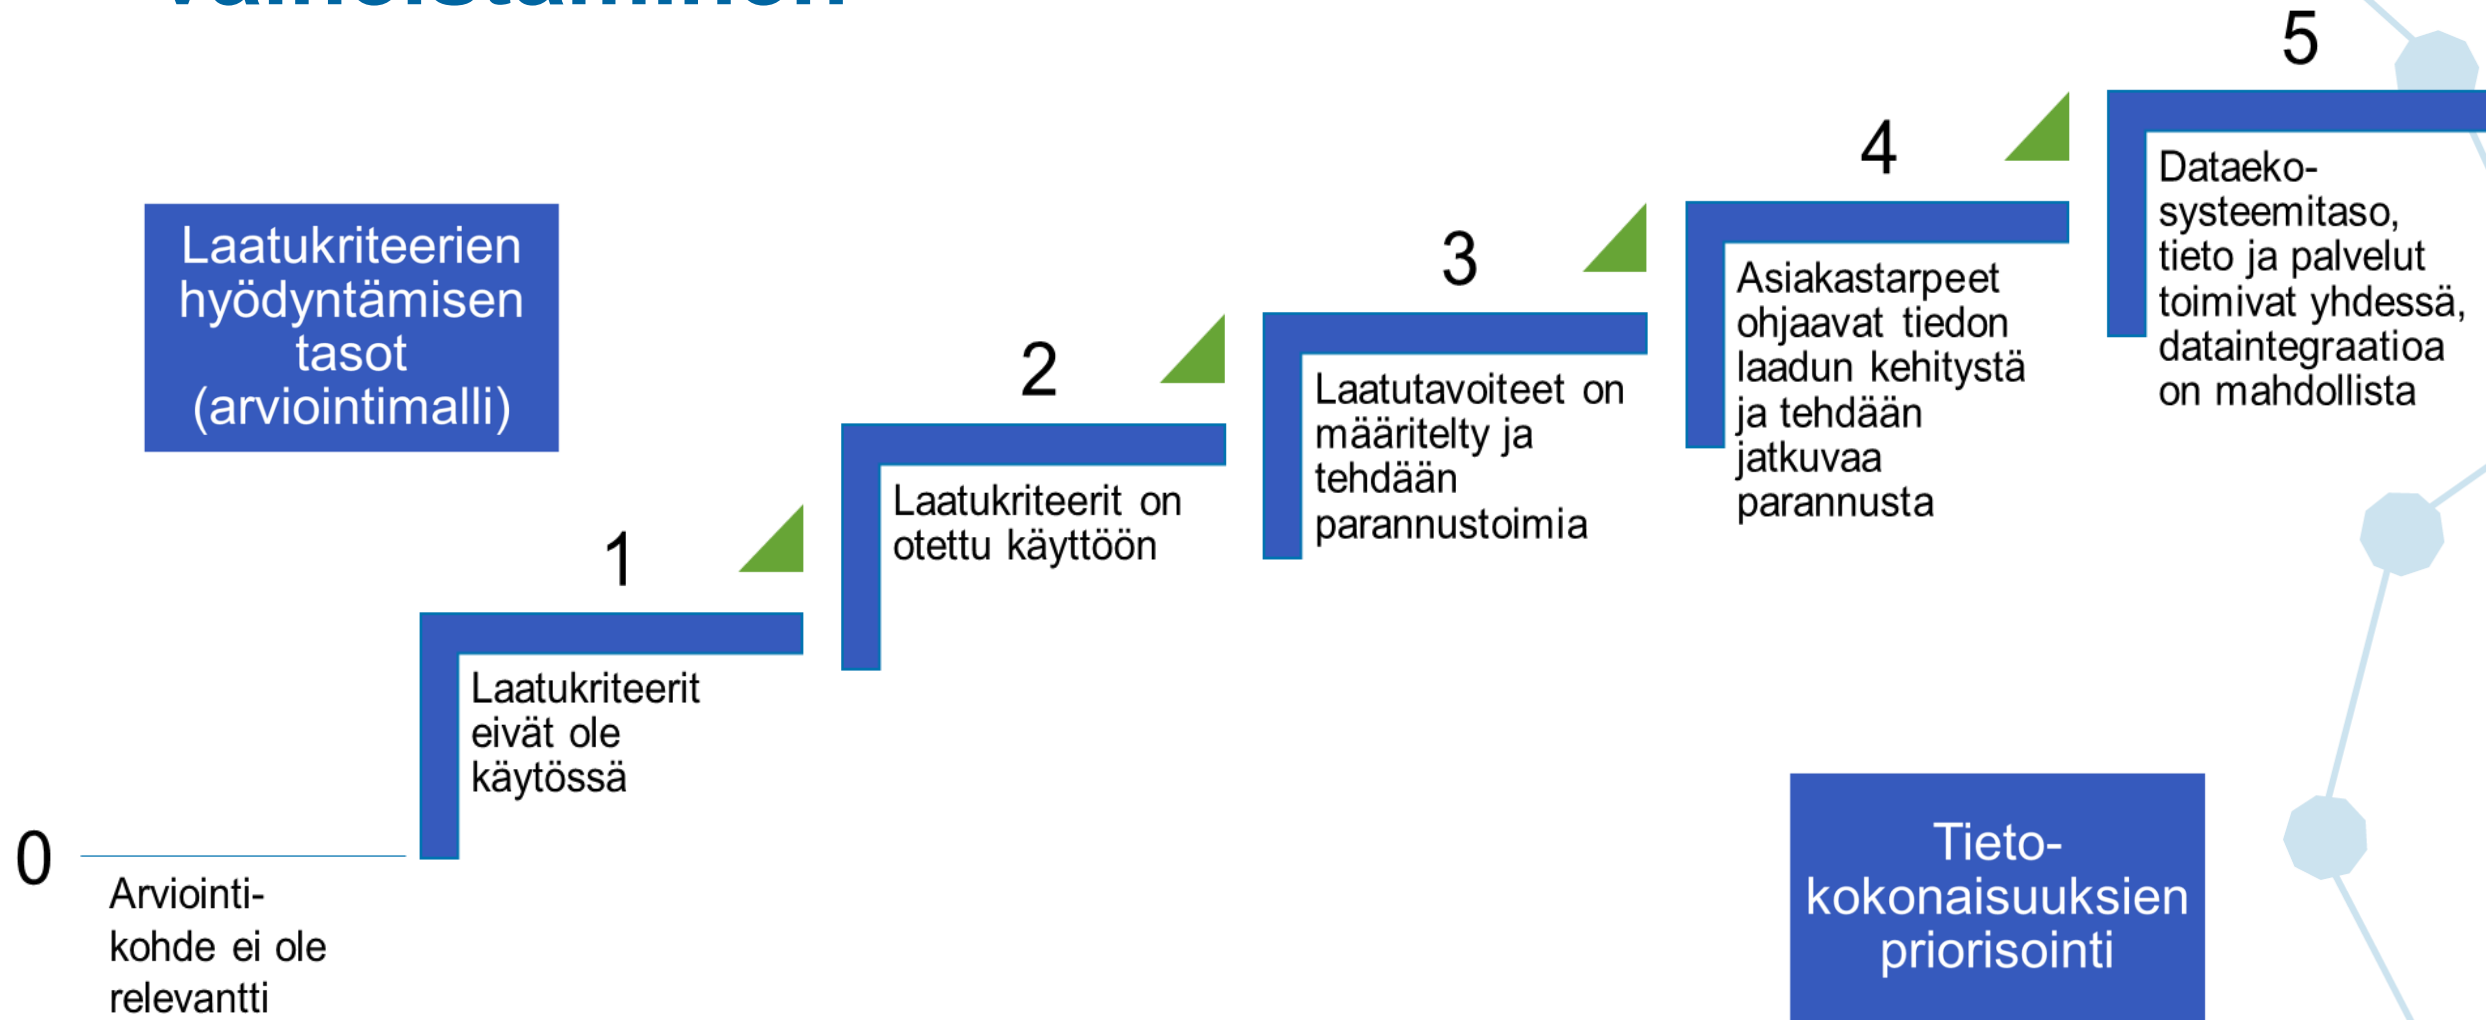 vaiheistaminen
Laatukriteerien
hyödyntämisen
tasot
(arviointimalli)
0
Arviointi-
kohde ei ole
relevantti
1
Laatukriteerit
eivät ole
käytössä
2
Laatukriteerit on
otettu käyttöön
3
Laatutavoiteet on
määritelty ja
tehdään
parannustoimia
4
Asiakastarpeet
ohjaavat tiedon
laadun kehitystä
ja tehdään
jatkuvaa
parannusta
5
Dataeko-
systeemitaso,
tieto ja palvelut
toimivat yhdessä,
dataintegraatioa
on mahdollista
Tieto-
kokonaisuuksien
priorisointi